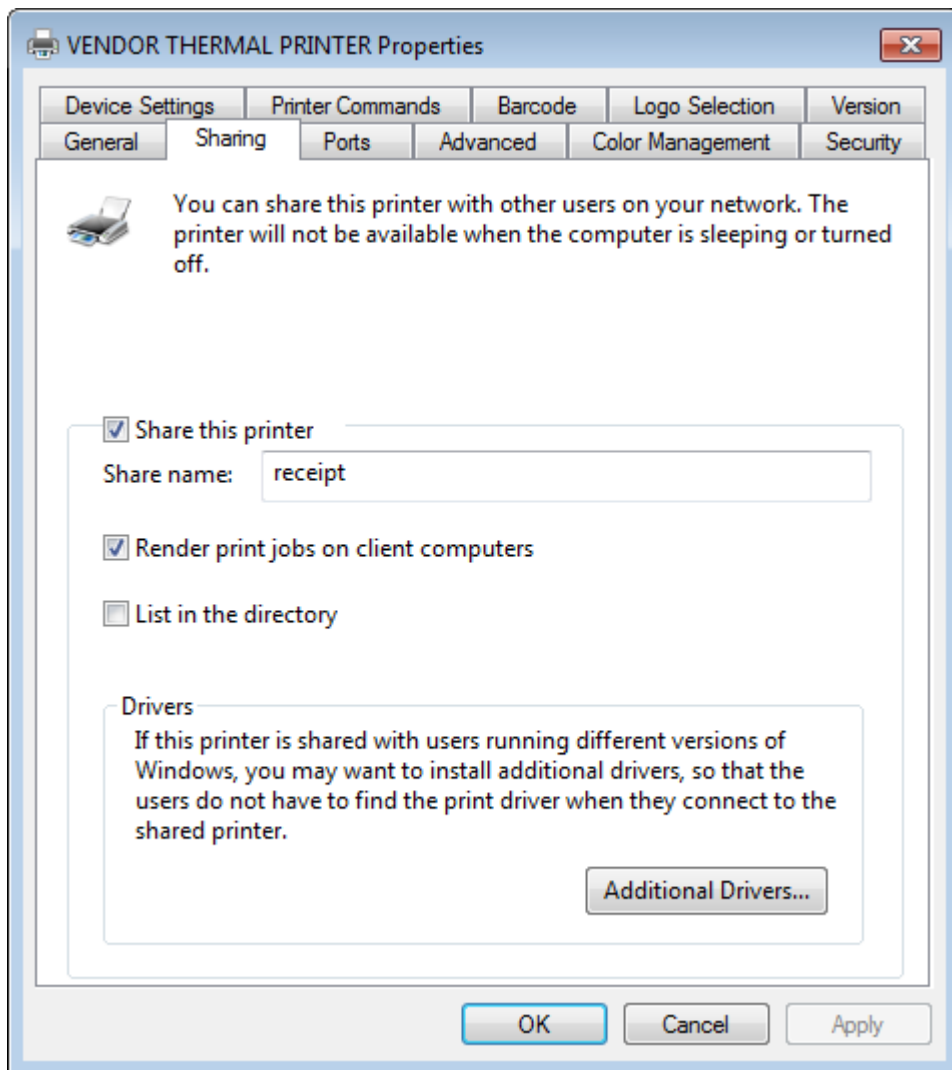 VENDOR THERMAL PRINTER Properties
Device Settings Printer Commands Barcode Logo Selection Version
General Sharing Ports Advanced Color Management Security
You can share this printer with other users on your network. The
printer will not be available when the computer is sleeping or turned
off.
Share this printer
Share name: receipt
Render print jobs on client computers
List in the directory
Drivers
If this printer is shared with users running different versions of
Windows, you may want to install additional drivers, so that the
users do not have to find the print driver when they connect to the
shared printer.
Additional Drivers...
OK Cancel Apply